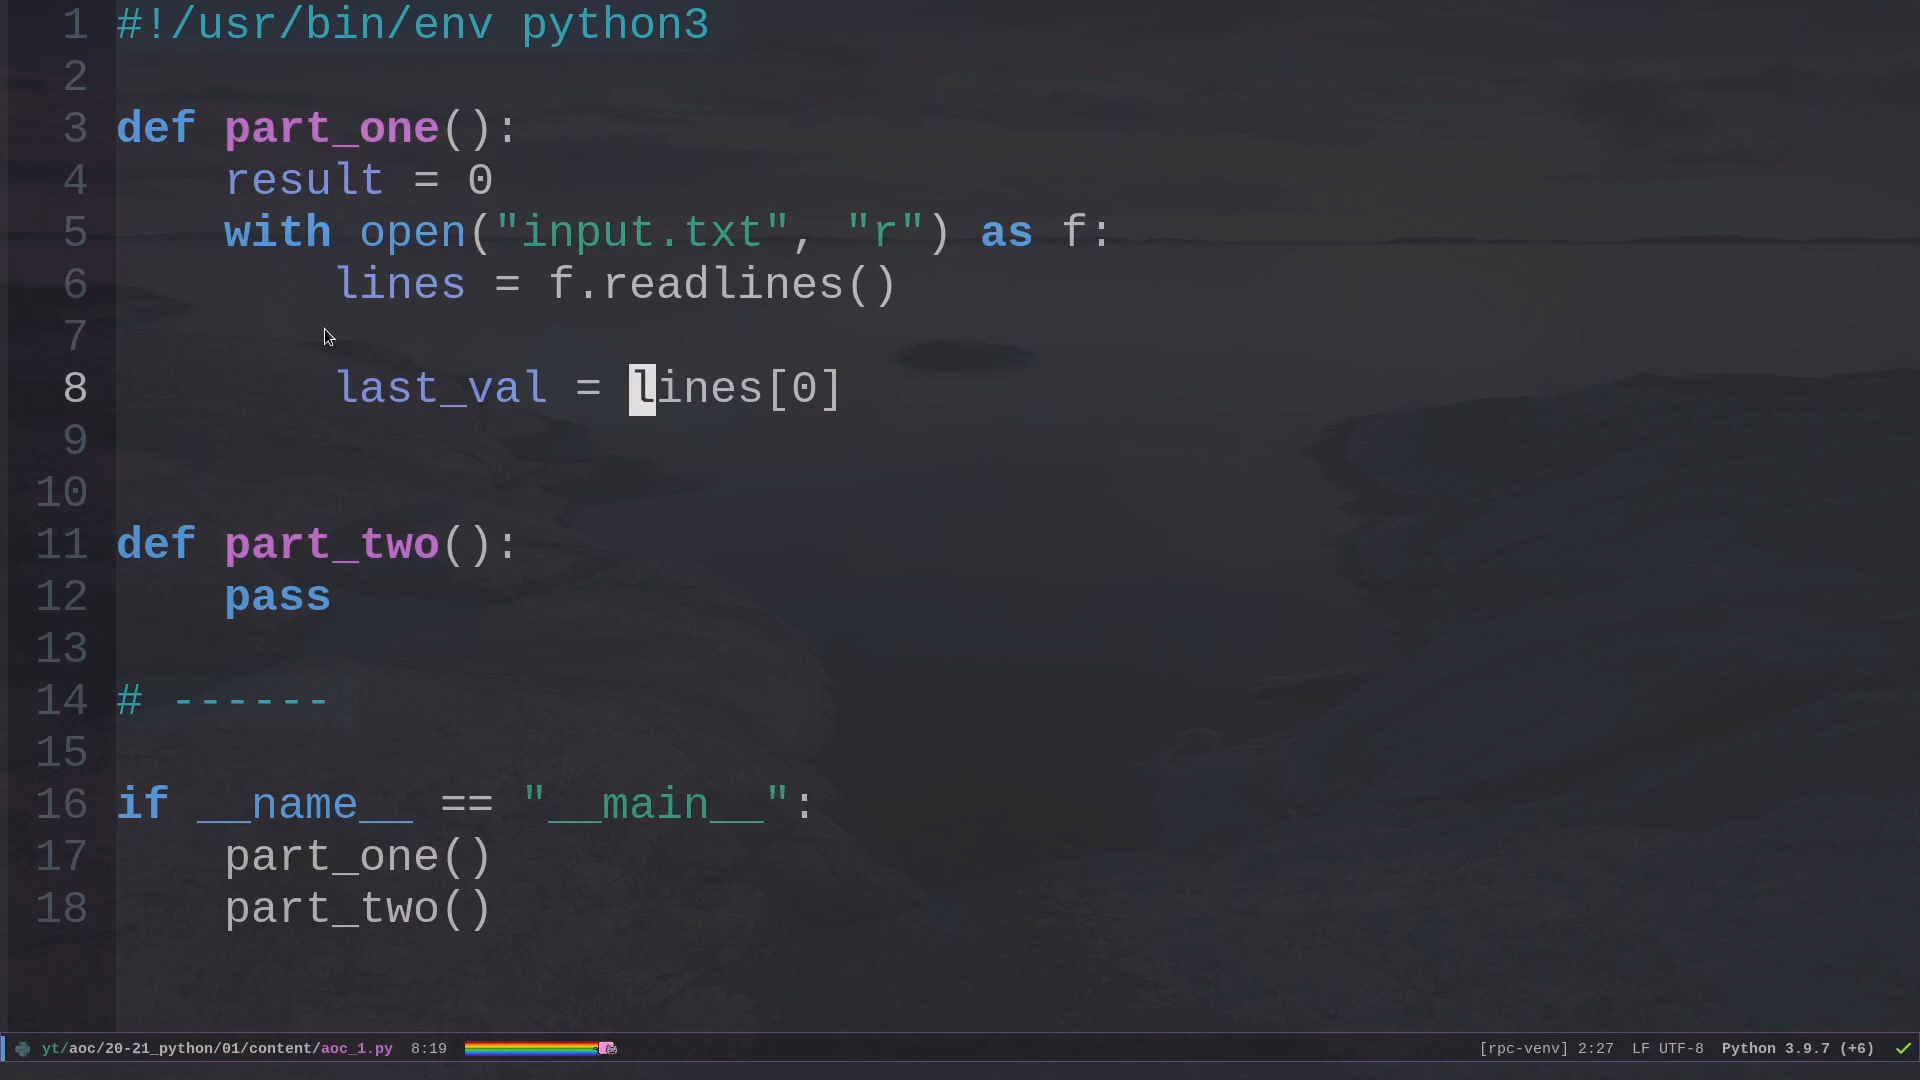 1 #!/usr/bin/env python3
2
3 def part_one():
4     result = 0
5     with open("input.txt", "r") as f:
6         lines = f.readlines()
7
8         last_val = lines[0]
9
10
11 def part_two():
12     pass
13
14 # ------
15
16 if __name__ == "__main__":
17     part_one()
18     part_two()
yt/aoc/20-21_python/01/content/aoc_1.py 8:19 [rpc-venv] 2:27 LF UTF-8 Python 3.9.7 (+6)